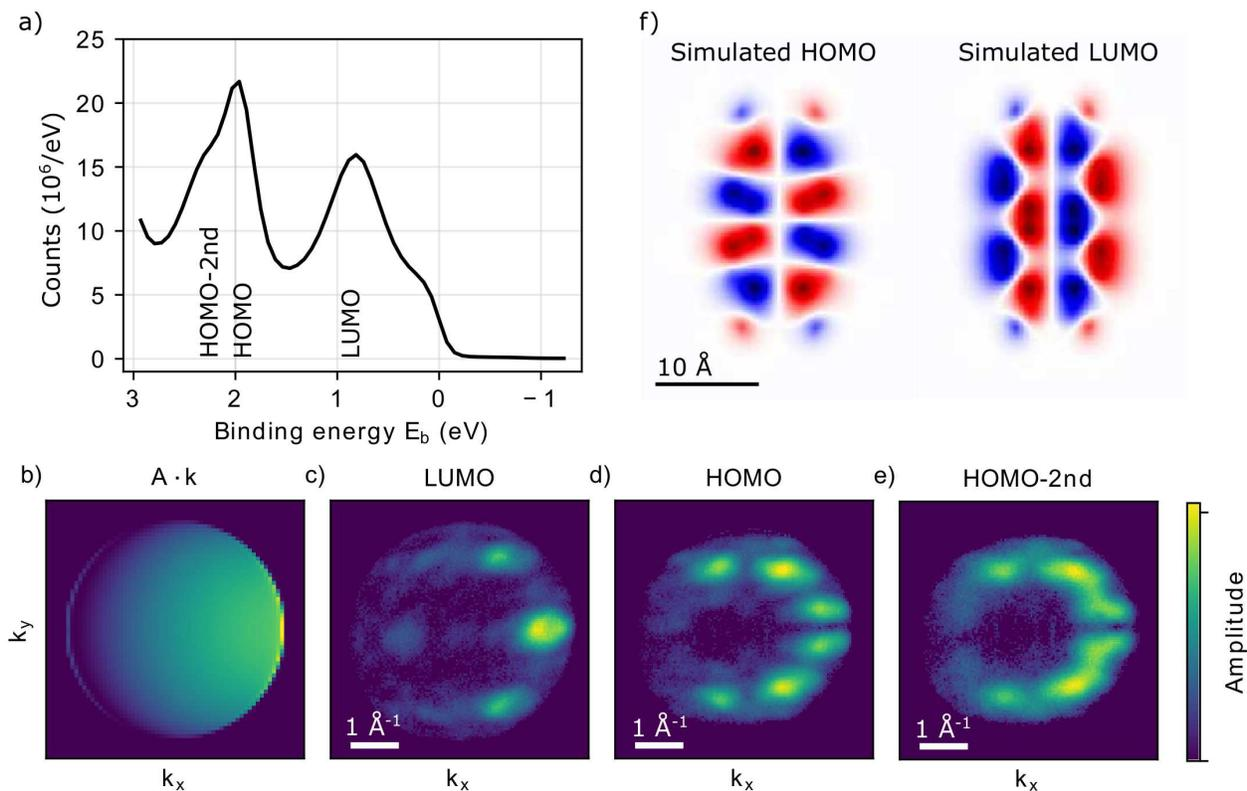 a)
25
20
15
10
5
0
Counts (10⁶/eV)
HOMO-2nd
HOMO
LUMO
3 2 1 0 −1
Binding energy E_b (eV)
f)
Simulated HOMO
Simulated LUMO
10 Å
b) A · k
c) LUMO
d) HOMO
e) HOMO-2nd
k_y
1 Å⁻¹
1 Å⁻¹
1 Å⁻¹
k_x
k_x
k_x
k_x
Amplitude